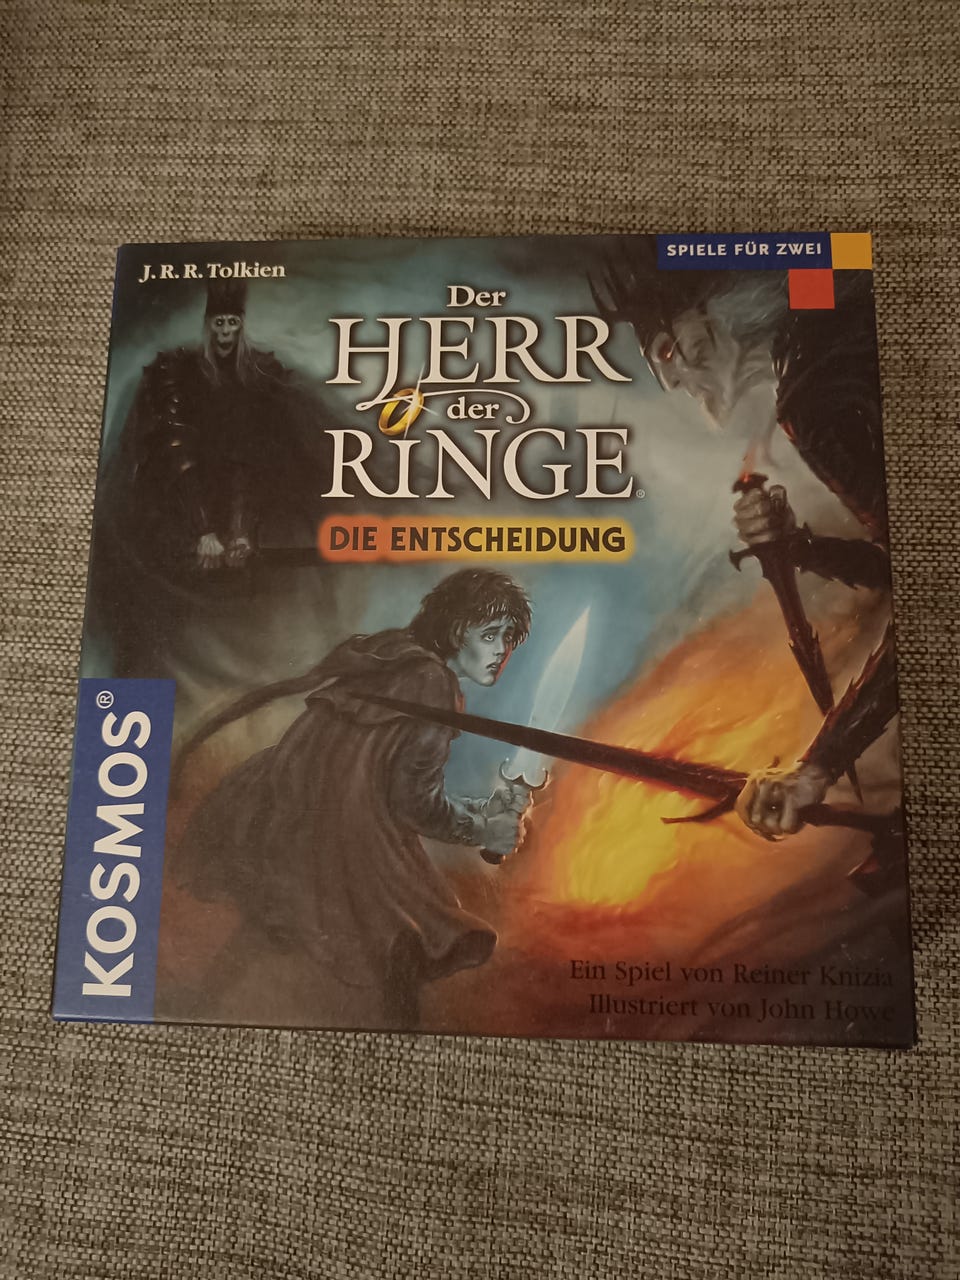 J. R. R. Tolkien
SPIELE FÜR ZWEI
Der
HERR
der
RINGE®
DIE ENTSCHEIDUNG
KOSMOS®
Ein Spiel von Reiner Knizia
Illustriert von John Howe